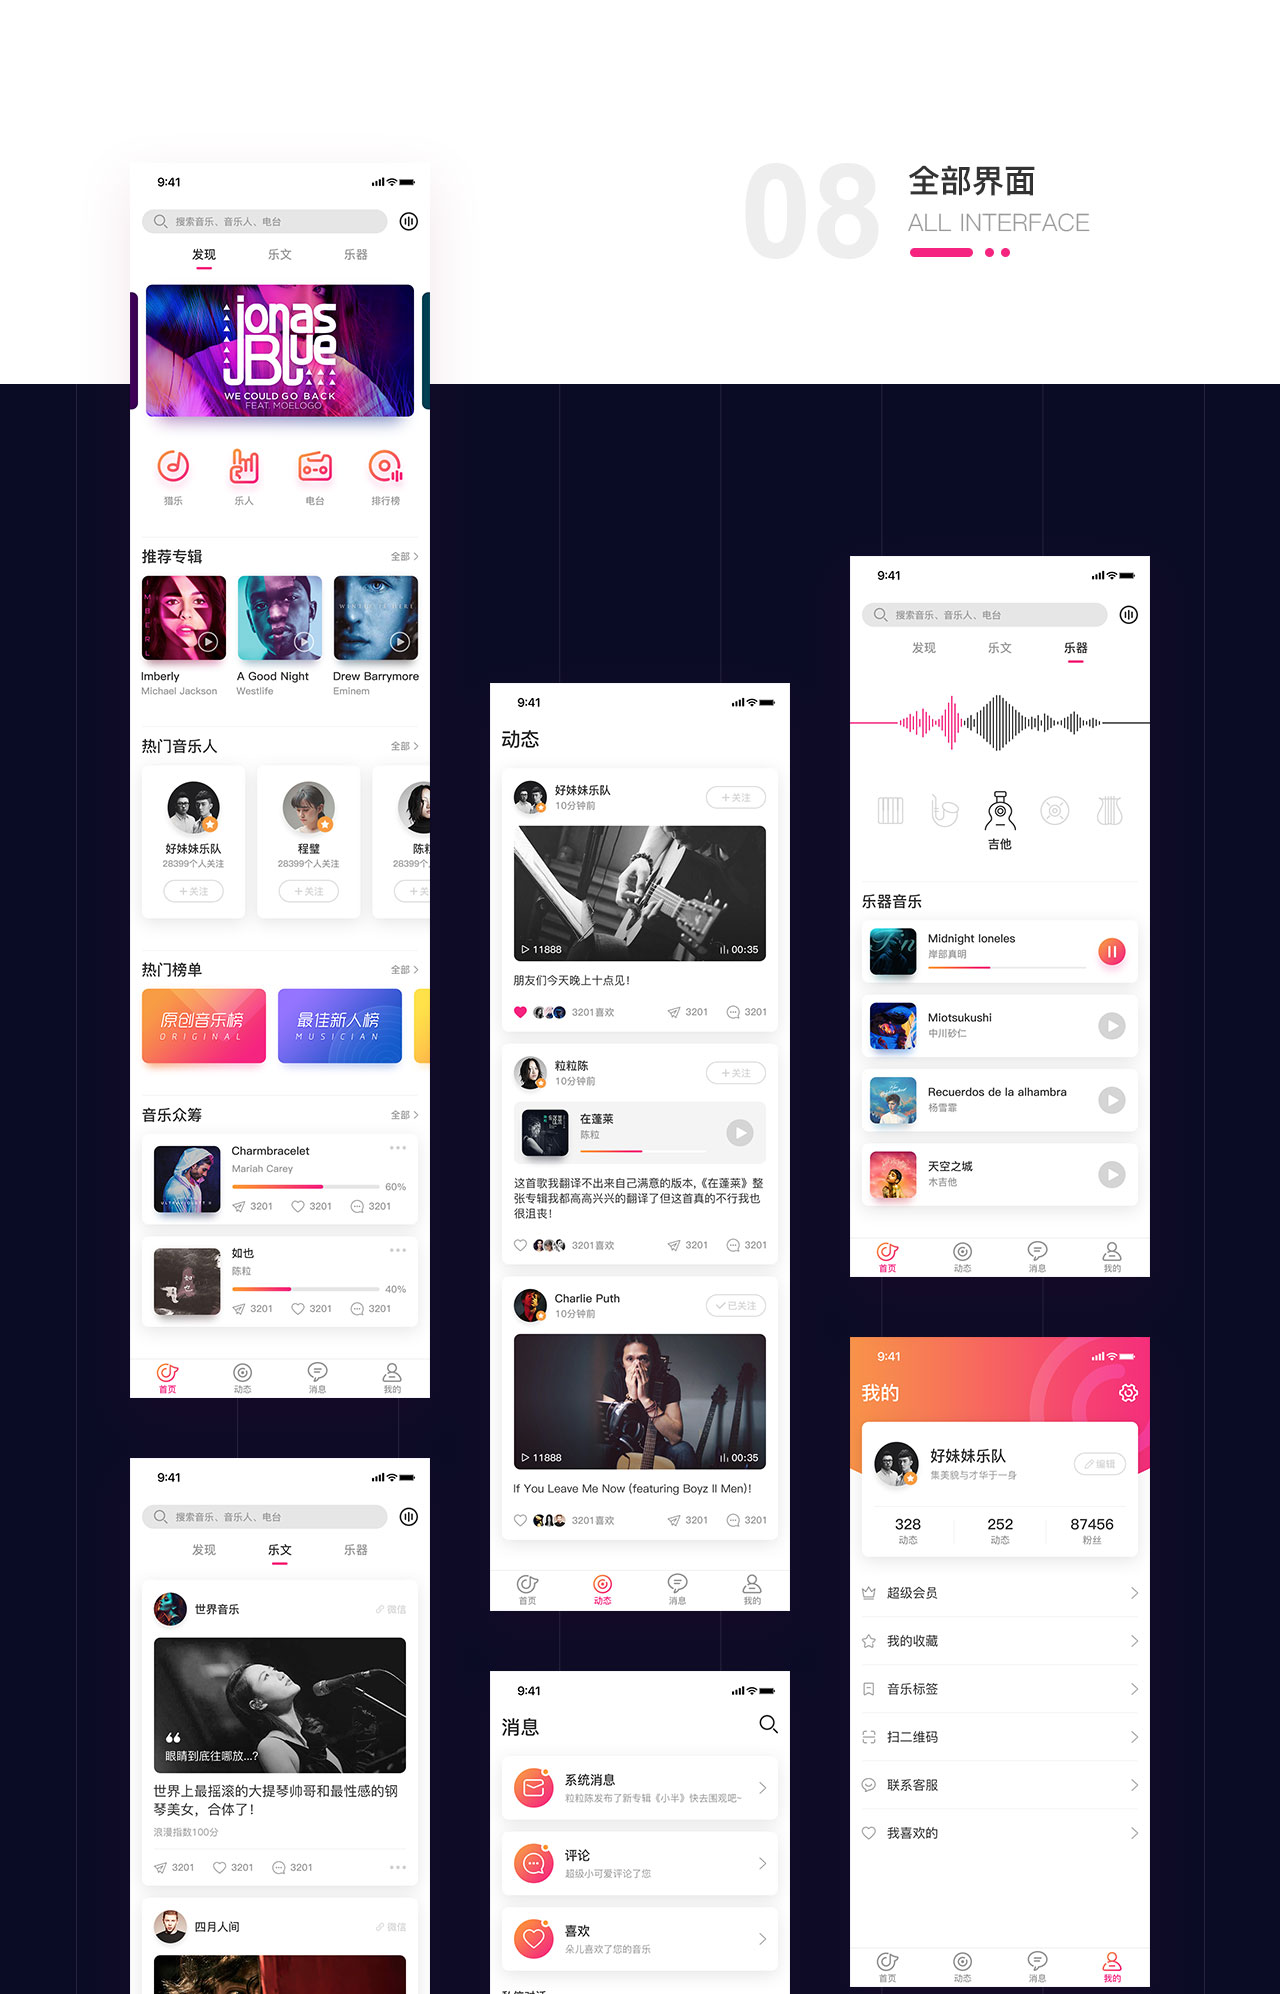 08
全部界面
ALL INTERFACE
9:41
搜索音乐、音乐人、电台
发现 乐文 乐器
jonas
Blue
WE COULD GO BACK
FEAT. MOELOGO
猎乐 乐人 电台 排行榜
推荐专辑 全部
Imberly A Good Night Drew Barrymore
Michael Jackson Westlife Eminem
热门音乐人 全部
好妹妹乐队 程璧 陈粒
28399个人关注 28399个人关注 2839
+关注 +关注 +关
热门榜单 全部
原创音乐榜 最佳新人榜
ORIGINAL MUSICIAN
音乐众筹 全部
Charmbracelet
Mariah Carey
60%
3201 3201 3201
如也
陈粒
40%
3201 3201 3201
首页 动态 消息 我的
9:41
搜索音乐、音乐人、电台
发现 乐文 乐器
世界音乐 微信
眼睛到底往哪放...?
世界上最摇滚的大提琴帅哥和最性感的钢
琴美女，合体了!
浪漫指数100分
3201 3201 3201
四月人间 微信
9:41
动态
好妹妹乐队
10分钟前
+关注
11888 00:35
朋友们今天晚上十点见!
3201喜欢 3201 3201
粒粒陈
10分钟前
+关注
在蓬莱
陈粒
这首歌我翻译不出来自己满意的版本,《在蓬莱》整
张专辑我都高高兴兴的翻译了但这首真的不行我也
很沮丧!
3201喜欢 3201 3201
Charlie Puth
10分钟前
已关注
11888 00:35
If You Leave Me Now (featuring Boyz II Men)!
3201喜欢 3201 3201
首页 动态 消息 我的
9:41
消息
系统消息
粒粒陈发布了新专辑《小半》快去围观吧~
评论
超级小可爱评论了您
喜欢
朵儿喜欢了您的音乐
私信对话
9:41
搜索音乐、音乐人、电台
发现 乐文 乐器
吉他
乐器音乐
Midnight loneles
岸部真明
Miotsukushi
中川砂仁
Recuerdos de la alhambra
杨雪霏
天空之城
木吉他
首页 动态 消息 我的
9:41
我的
好妹妹乐队
集美貌与才华于一身
编辑
328 252 87456
动态 动态 粉丝
超级会员
我的收藏
音乐标签
扫二维码
联系客服
我喜欢的
首页 动态 消息 我的